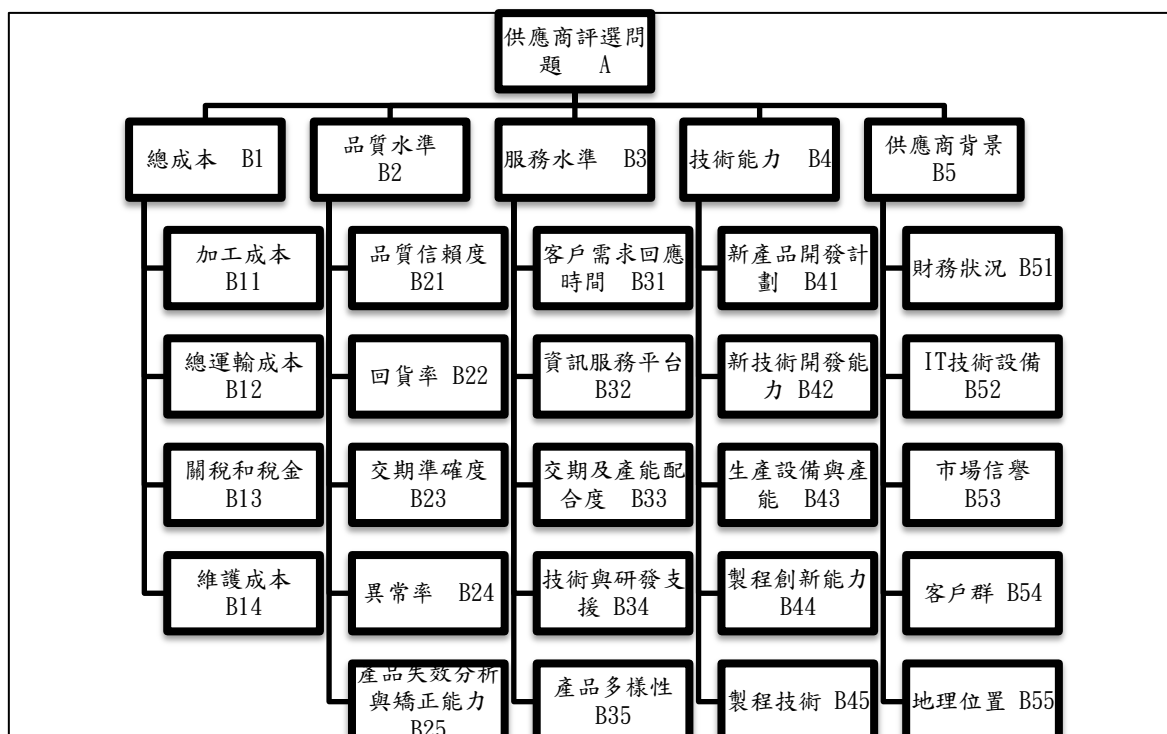 供應商評選問
題 A
總成本 B1
品質水準
B2
服務水準 B3
技術能力 B4
供應商背景
B5
加工成本
B11
總運輸成本
B12
關稅和稅金
B13
維護成本
B14
品質信賴度
B21
回貨率 B22
交期準確度
B23
異常率 B24
產品失效分析
與矯正能力
B25
客戶需求回應
時間 B31
資訊服務平台
B32
交期及產能配
合度 B33
技術與研發支
援 B34
產品多樣性
B35
新產品開發計
劃 B41
新技術開發能
力 B42
生產設備與產
能 B43
製程創新能力
B44
製程技術 B45
財務狀況 B51
IT技術設備
B52
市場信譽
B53
客戶群 B54
地理位置 B55